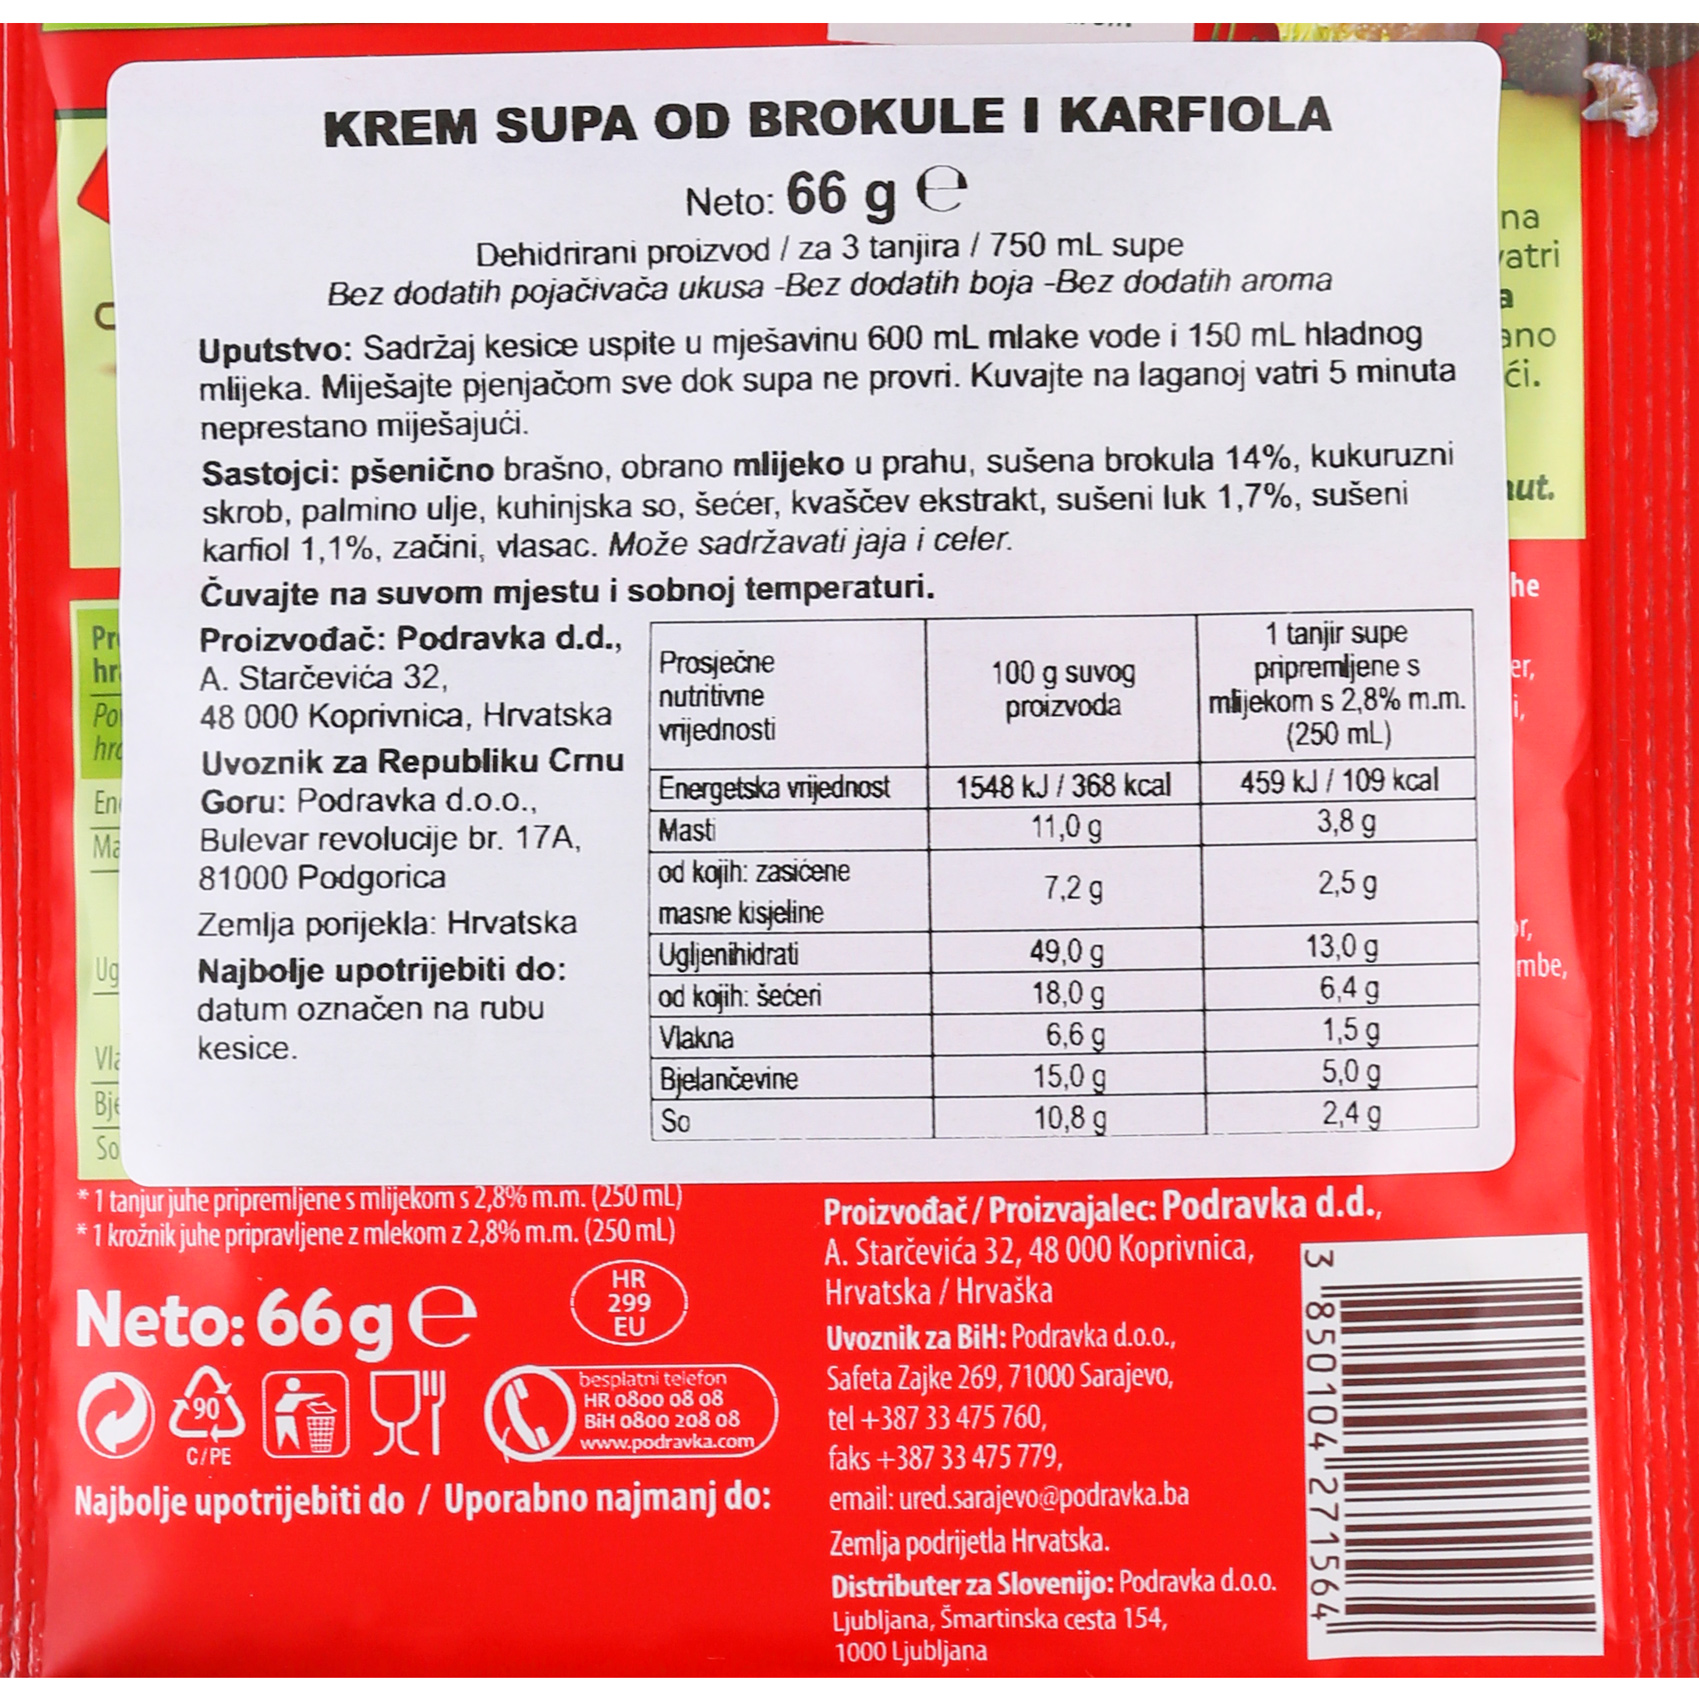 KREM SUPA OD BROKULE I KARFIOLA
Neto: 66 g ℮
Dehidrirani proizvod / za 3 tanjira / 750 mL supe
Bez dodatih pojačivača ukusa -Bez dodatih boja -Bez dodatih aroma
Uputstvo: Sadržaj kesice uspite u mješavinu 600 mL mlake vode i 150 mL hladnog
mlijeka. Miješajte pjenjačom sve dok supa ne provri. Kuvajte na laganoj vatri 5 minuta
neprestano miješajući.
Sastojci: pšenično brašno, obrano mlijeko u prahu, sušena brokula 14%, kukuruzni
skrob, palmino ulje, kuhinjska so, šećer, kvaščev ekstrakt, sušeni luk 1,7%, sušeni
karfiol 1,1%, začini, vlasac. Može sadržavati jaja i celer.
Čuvajte na suvom mjestu i sobnoj temperaturi.
Proizvođač: Podravka d.d.,
A. Starčevića 32,
48 000 Koprivnica, Hrvatska
Uvoznik za Republiku Crnu
Goru: Podravka d.o.o.,
Bulevar revolucije br. 17A,
81000 Podgorica
Zemlja porijekla: Hrvatska
Najbolje upotrijebiti do:
datum označen na rubu
kesice.
Prosječne
nutritivne
vrijednosti
100 g suvog
proizvoda
1 tanjir supe
pripremljene s
mlijekom s 2,8% m.m.
(250 mL)
Energetska vrijednost 1548 kJ / 368 kcal 459 kJ / 109 kcal
Masti 11,0 g 3,8 g
od kojih: zasićene
masne kisjeline 7,2 g 2,5 g
Ugljenihidrati 49,0 g 13,0 g
od kojih: šećeri 18,0 g 6,4 g
Vlakna 6,6 g 1,5 g
Bjelančevine 15,0 g 5,0 g
So 10,8 g 2,4 g
* 1 tanjur juhe pripremljene s mlijekom s 2,8% m.m. (250 mL)
* 1 krožnik juhe pripravljene z mlekom z 2,8% m.m. (250 mL)
Neto: 66 g ℮
HR
299
EU
90
C/PE
besplatni telefon
HR 0800 08 08
BiH 0800 208 08
www.podravka.com
Najbolje upotrijebiti do / Uporabno najmanj do:
Proizvođač / Proizvajalec: Podravka d.d.,
A. Starčevića 32, 48 000 Koprivnica,
Hrvatska / Hrvaška
Uvoznik za BiH: Podravka d.o.o.,
Safeta Zajke 269, 71000 Sarajevo,
tel +387 33 475 760,
faks +387 33 475 779,
email: ured.sarajevo@podravka.ba
Zemlja podrijetla Hrvatska.
Distributer za Slovenijo: Podravka d.o.o.
Ljubljana, Šmartinska cesta 154,
1000 Ljubljana
3 850104 271564